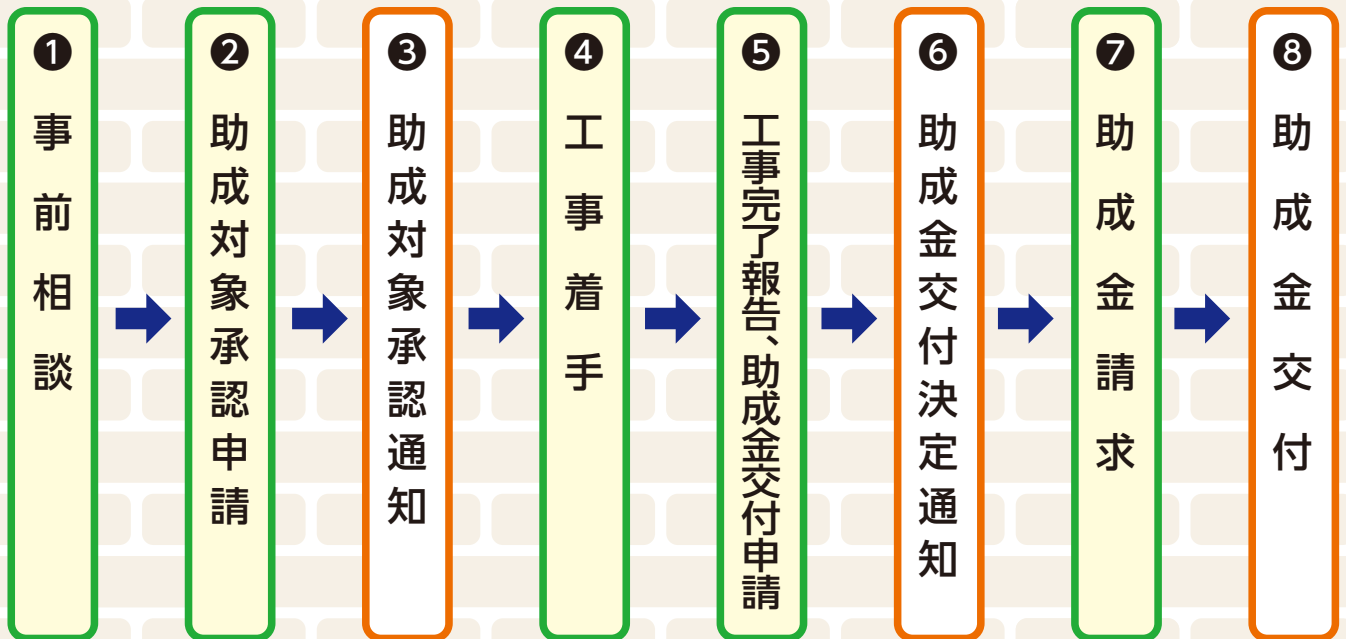 ❶事前相談
❷助成対象承認申請
❸助成対象承認通知
❹工事着手
❺工事完了報告、助成金交付申請
❻助成金交付決定通知
❼助成金請求
❽助成金交付